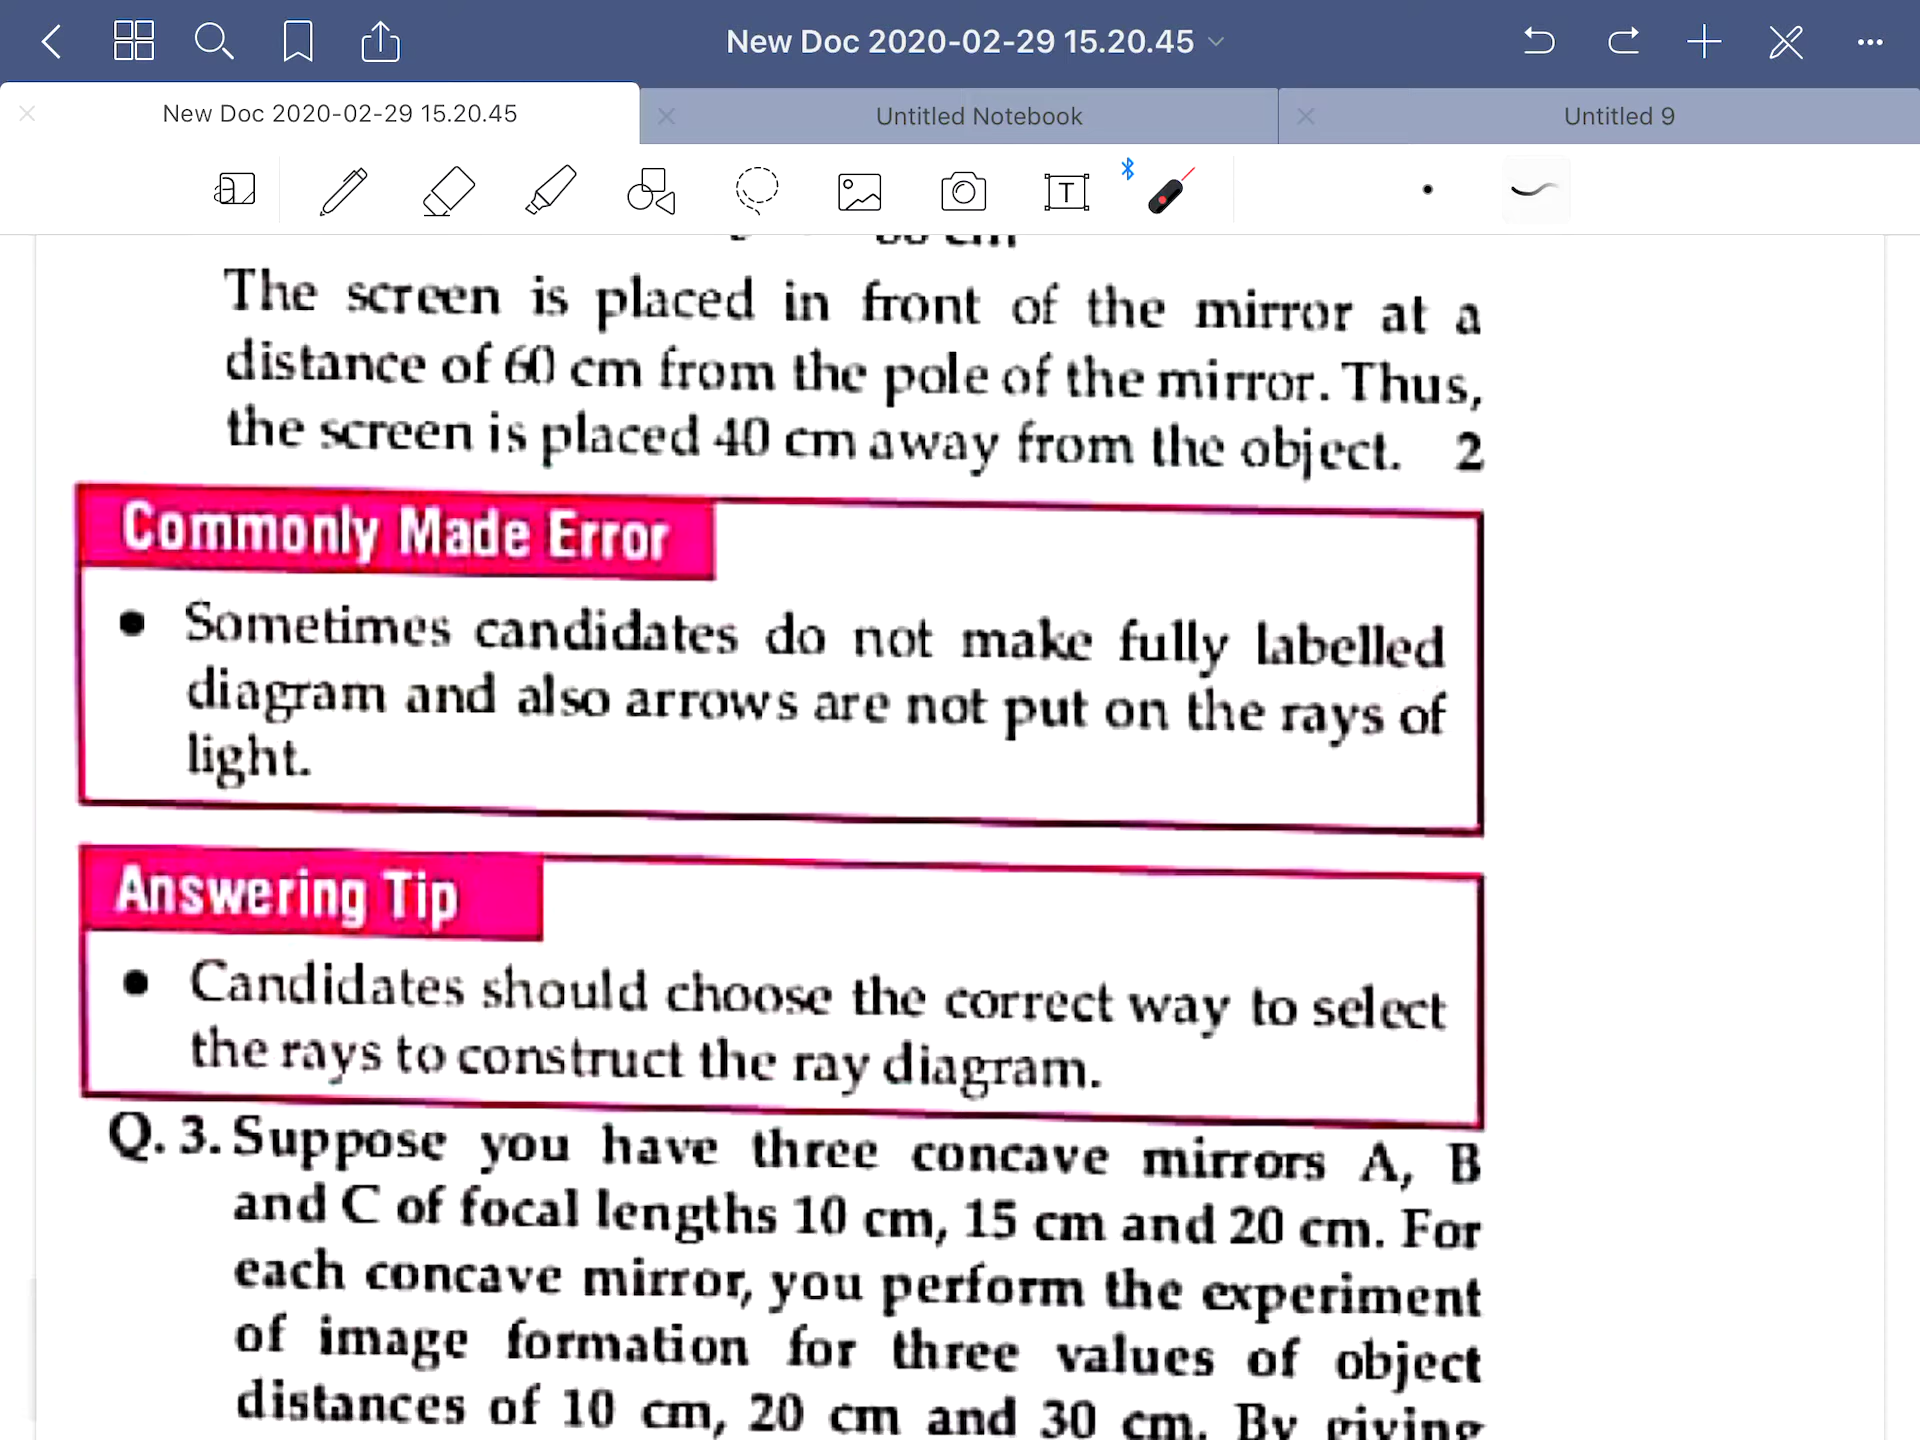 New Doc 2020-02-29 15.20.45
New Doc 2020-02-29 15.20.45
Untitled Notebook
Untitled 9
T
The screen is placed in front of the mirror at a
distance of 60 cm from the pole of the mirror. Thus,
the screen is placed 40 cm away from the object. 2
Commonly Made Error
● Sometimes candidates do not make fully labelled
diagram and also arrows are not put on the rays of
light.
Answering Tip
● Candidates should choose the correct way to select
the rays to construct the ray diagram.
Q. 3. Suppose you have three concave mirrors A, B
and C of focal lengths 10 cm, 15 cm and 20 cm. For
each concave mirror, you perform the experiment
of image formation for three values of object
distances of 10 cm, 20 cm and 30 cm. By giving